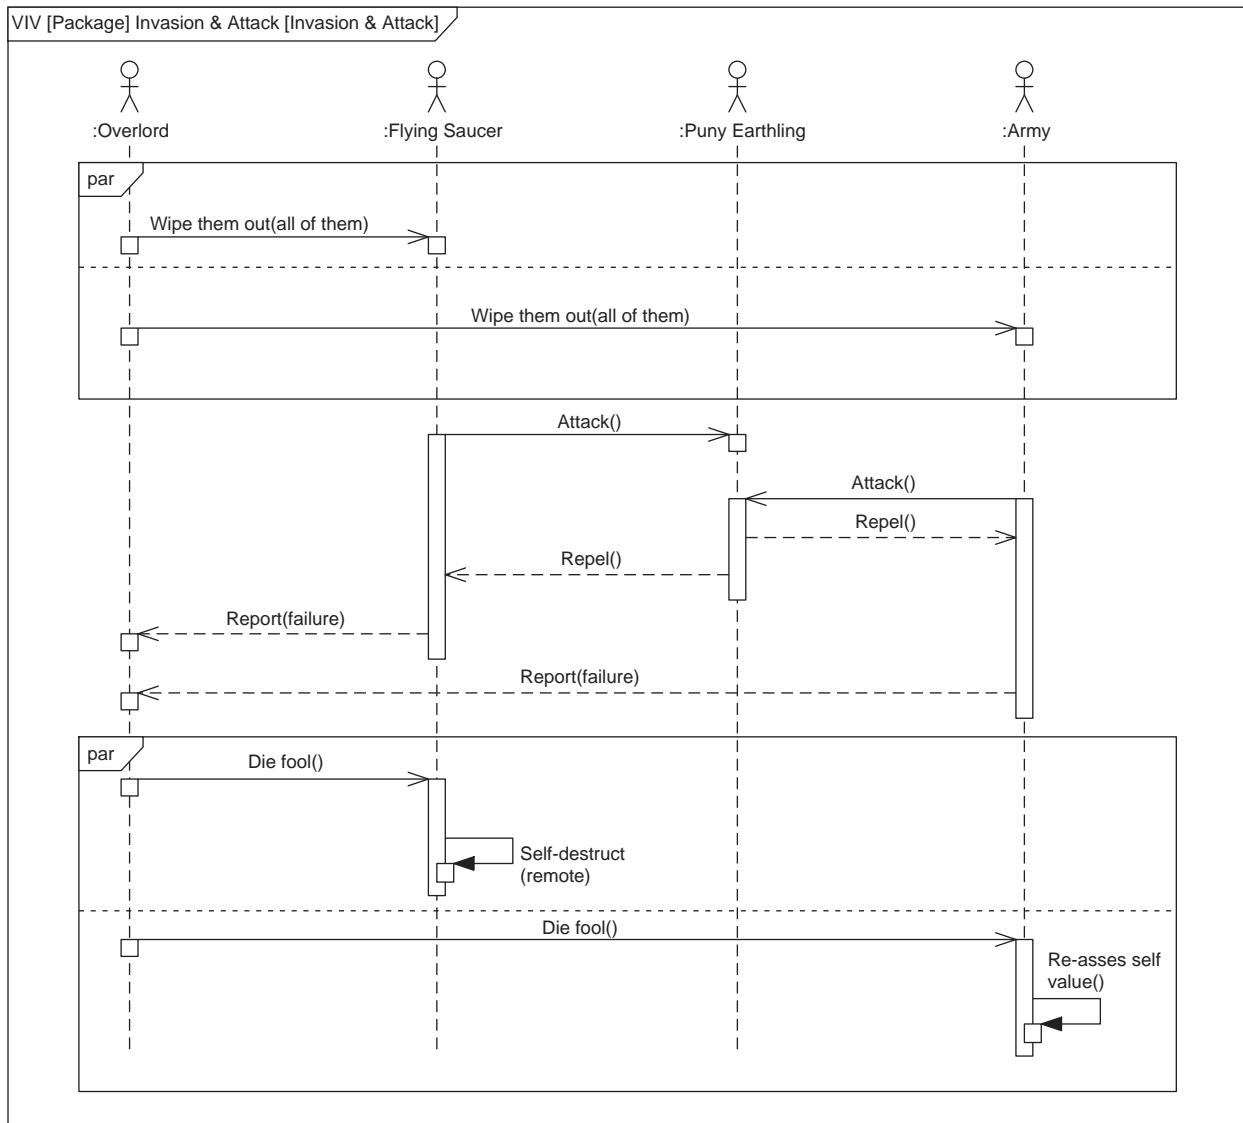 VIV [Package] Invasion & Attack [Invasion & Attack]
:Overlord
:Flying Saucer
:Puny Earthling
:Army
par
Wipe them out(all of them)
Wipe them out(all of them)
Attack()
Attack()
Repel()
Repel()
Report(failure)
Report(failure)
par
Die fool()
Self-destruct
(remote)
Die fool()
Re-asses self
value()